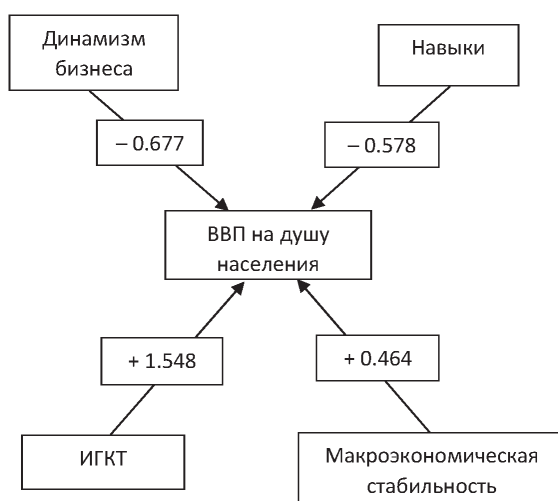 Динамизм
бизнеса
Навыки
– 0.677
– 0.578
ВВП на душу
населения
+ 1.548
+ 0.464
ИГКТ
Макроэкономическая
стабильность